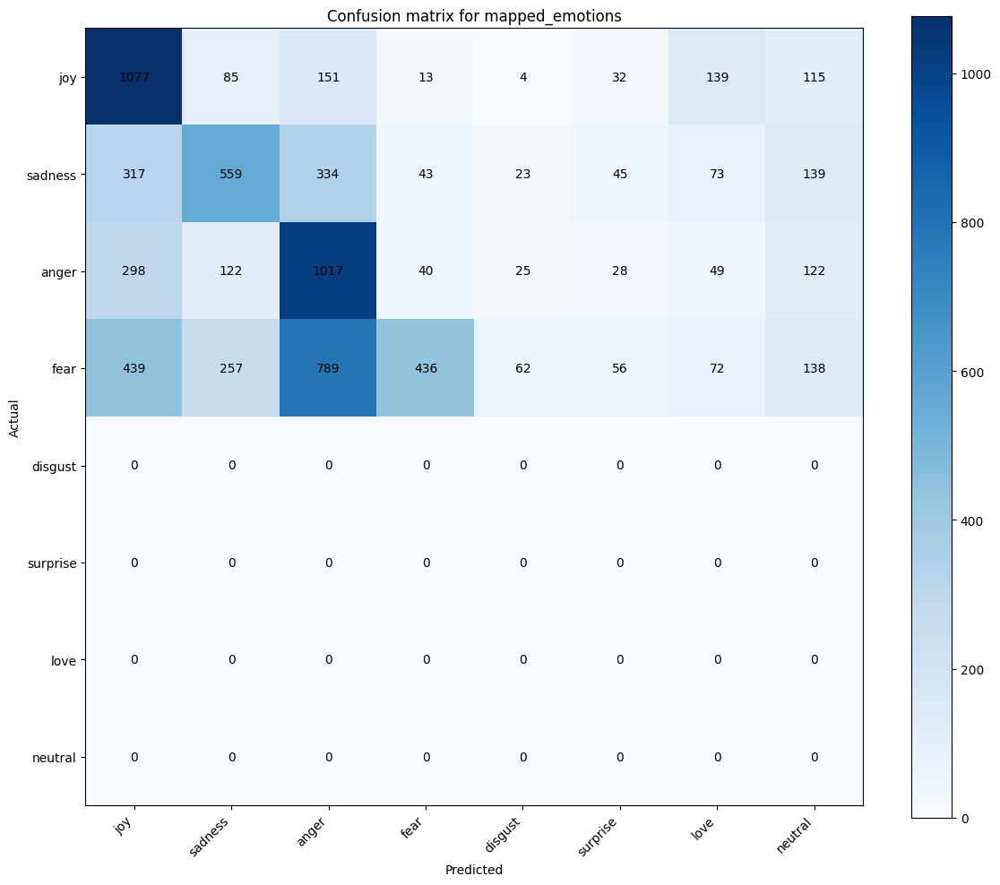 Confusion matrix for mapped_emotions
joy 1077 85 151 13 4 32 139 115
sadness 317 559 334 43 23 45 73 139
anger 298 122 1017 40 25 28 49 122
fear 439 257 789 436 62 56 72 138
disgust 0 0 0 0 0 0 0 0
surprise 0 0 0 0 0 0 0 0
love 0 0 0 0 0 0 0 0
neutral 0 0 0 0 0 0 0 0
Actual
joy sadness anger fear disgust surprise love neutral
Predicted
1000
800
600
400
200
0